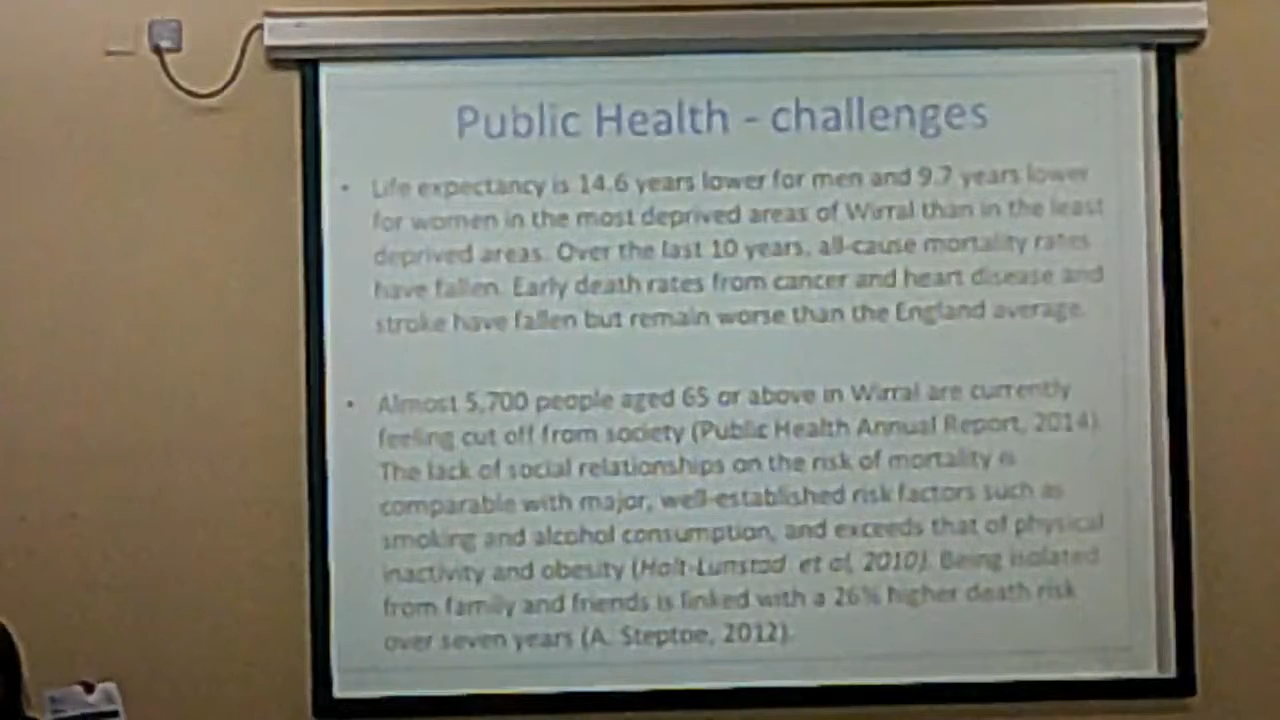 Public Health - challenges
• Life expectancy is 14.6 years lower for men and 9.7 years lower
for women in the most deprived areas of Wirral than in the least
deprived areas. Over the last 10 years, all-cause mortality rates
have fallen. Early death rates from cancer and heart disease and
stroke have fallen but remain worse than the England average.
• Almost 5,700 people aged 65 or above in Wirral are currently
feeling cut off from society (Public Health Annual Report, 2014).
The lack of social relationships on the risk of mortality is
comparable with major, well-established risk factors such as
smoking and alcohol consumption, and exceeds that of physical
inactivity and obesity (Holt-Lunstad et al, 2010). Being isolated
from family and friends is linked with a 26% higher death risk
over seven years (A. Steptoe, 2012).